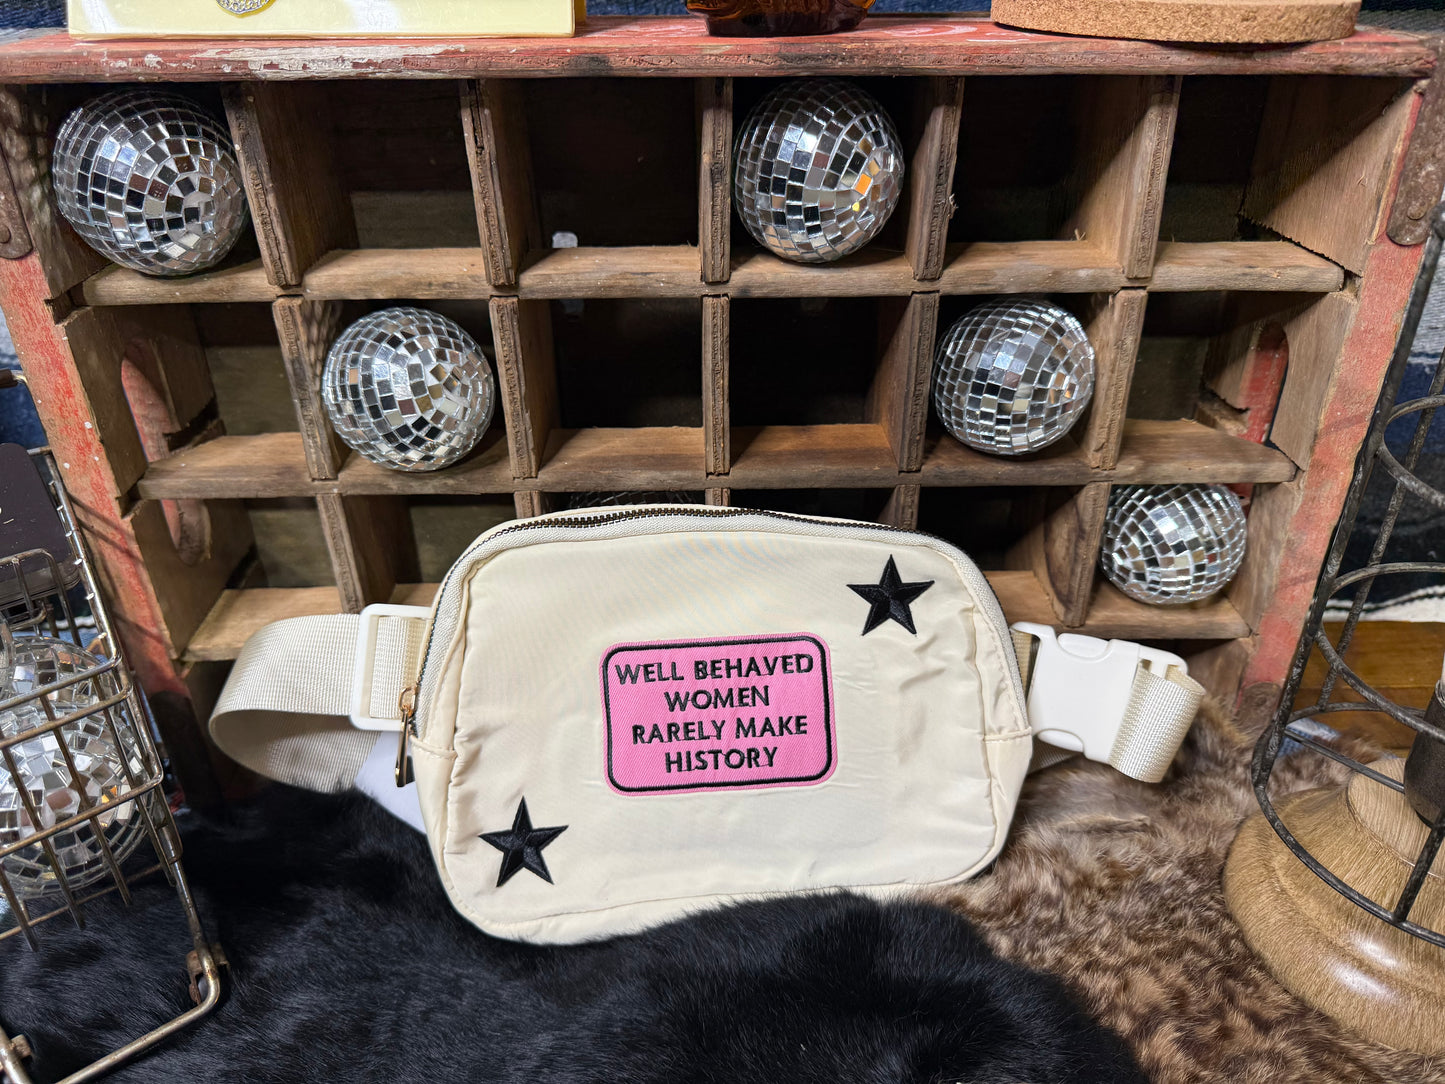 WELL BEHAVED
WOMEN
RARELY MAKE
HISTORY